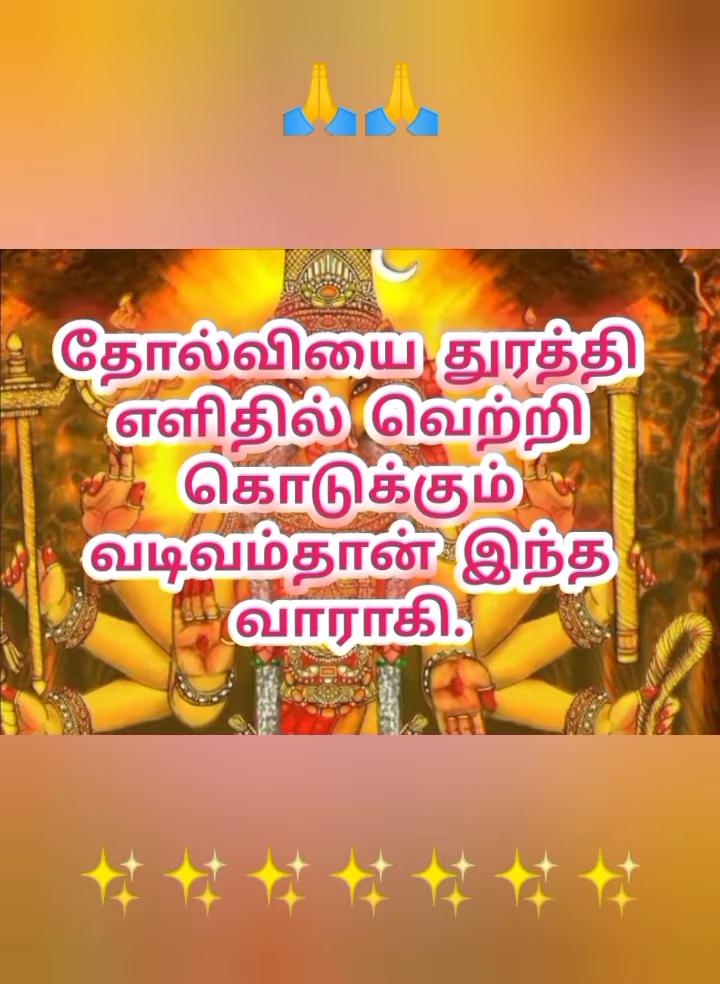 தோல்வியை துரத்தி
எளிதில் வெற்றி
கொடுக்கும்
வடிவம்தான் இந்த
வாராகி.